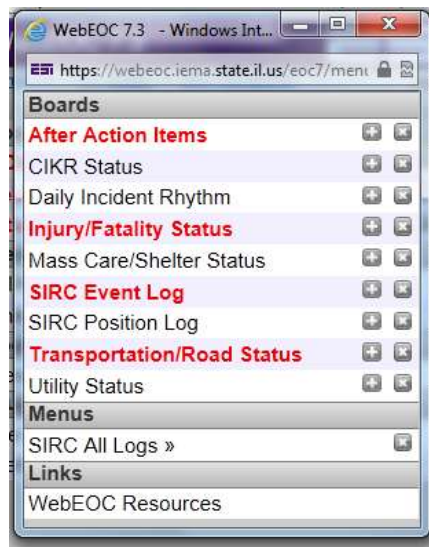 WebEOC 7.3 - Windows Int...
ESi https://webeoc.iema.state.il.us/eoc7/menu
Boards
After Action Items
CIKR Status
Daily Incident Rhythm
Injury/Fatality Status
Mass Care/Shelter Status
SIRC Event Log
SIRC Position Log
Transportation/Road Status
Utility Status
Menus
SIRC All Logs »
Links
WebEOC Resources